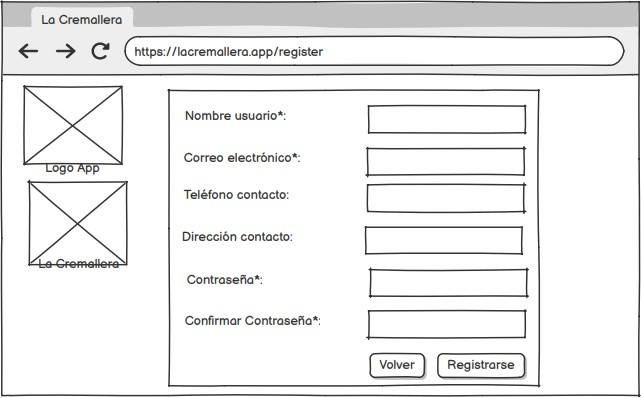 La Cremallera
https://lacremallera.app/register
Logo App
La Cremallera
Nombre usuario*:
Correo electrónico*:
Teléfono contacto:
Dirección contacto:
Contraseña*:
Confirmar Contraseña*:
Volver Registrarse